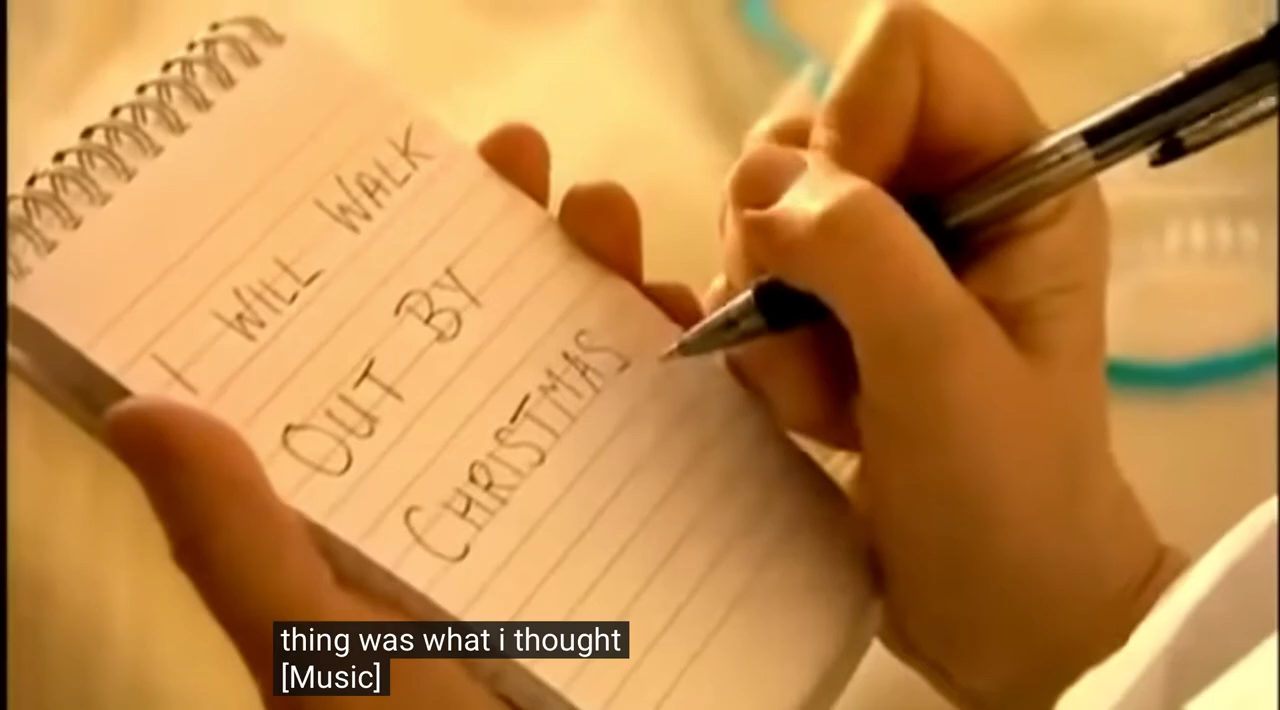 I WILL WALK
OUT BY
CHRISTMAS
thing was what i thought
[Music]